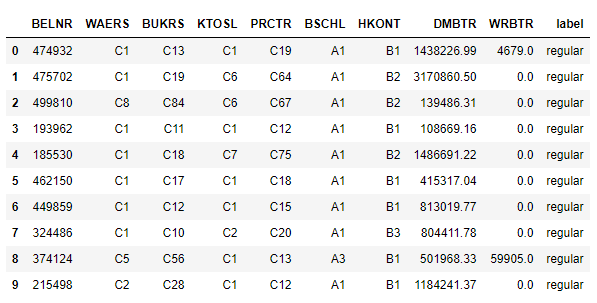 BELNR WAERS BUKRS KTOSL PRCTR BSCHL HKONT DMBTR WRBTR label
0 474932 C1 C13 C1 C19 A1 B1 1438226.99 4679.0 regular
1 475702 C1 C19 C6 C64 A1 B2 3170860.50 0.0 regular
2 499810 C8 C84 C6 C67 A1 B2 139486.31 0.0 regular
3 193962 C1 C11 C1 C12 A1 B1 108669.16 0.0 regular
4 185530 C1 C18 C7 C75 A1 B2 1486691.22 0.0 regular
5 462150 C1 C17 C1 C18 A1 B1 415317.04 0.0 regular
6 449859 C1 C12 C1 C15 A1 B1 813019.77 0.0 regular
7 324486 C1 C10 C2 C20 A1 B3 804411.78 0.0 regular
8 374124 C5 C56 C1 C13 A3 B1 501968.33 59905.0 regular
9 215498 C2 C28 C1 C12 A1 B1 1184241.37 0.0 regular